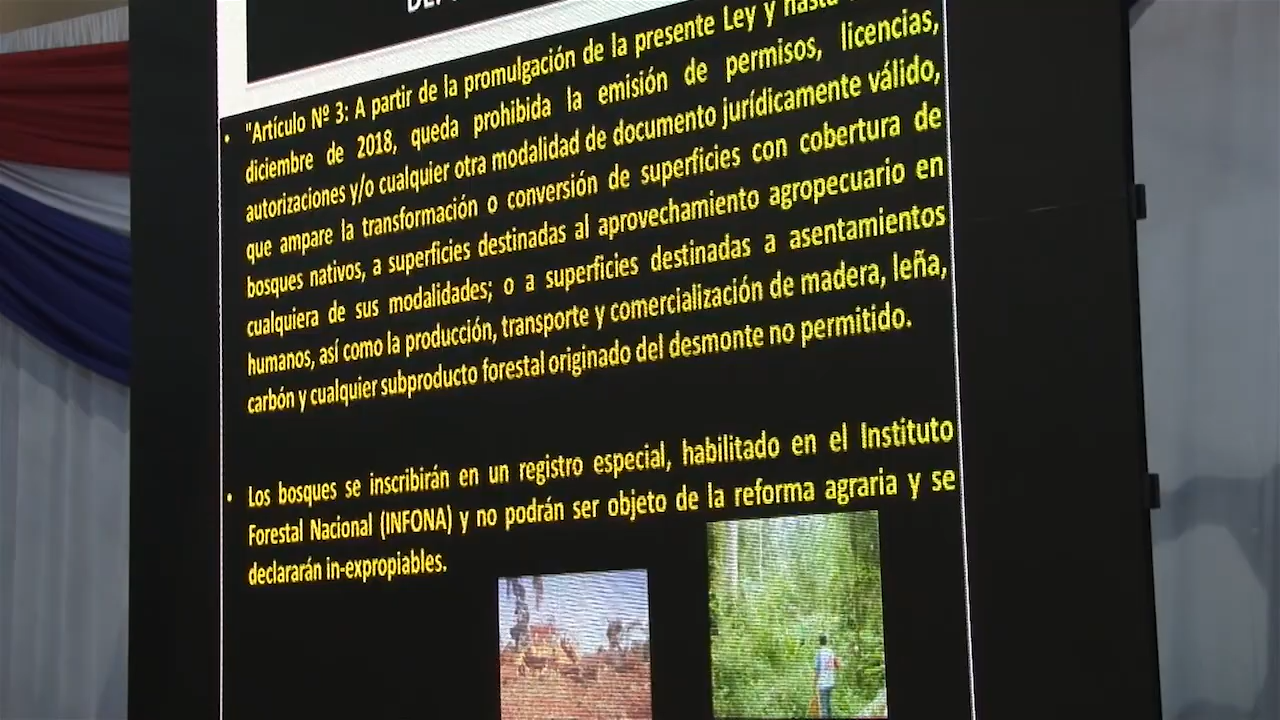 "Artículo Nº 3: A partir de la promulgación de la presente Ley y hasta
diciembre de 2018, queda prohibida la emisión de permisos, licencias,
autorizaciones y/o cualquier otra modalidad de documento jurídicamente válido,
que ampare la transformación o conversión de superficies con cobertura de
bosques nativos, a superficies destinadas al aprovechamiento agropecuario en
cualquiera de sus modalidades; o a superficies destinadas a asentamientos
humanos, así como la producción, transporte y comercialización de madera, leña,
carbón y cualquier subproducto forestal originado del desmonte no permitido.
Los bosques se inscribirán en un registro especial, habilitado en el Instituto
Forestal Nacional (INFONA) y no podrán ser objeto de la reforma agraria y se
declararán in-expropiables.